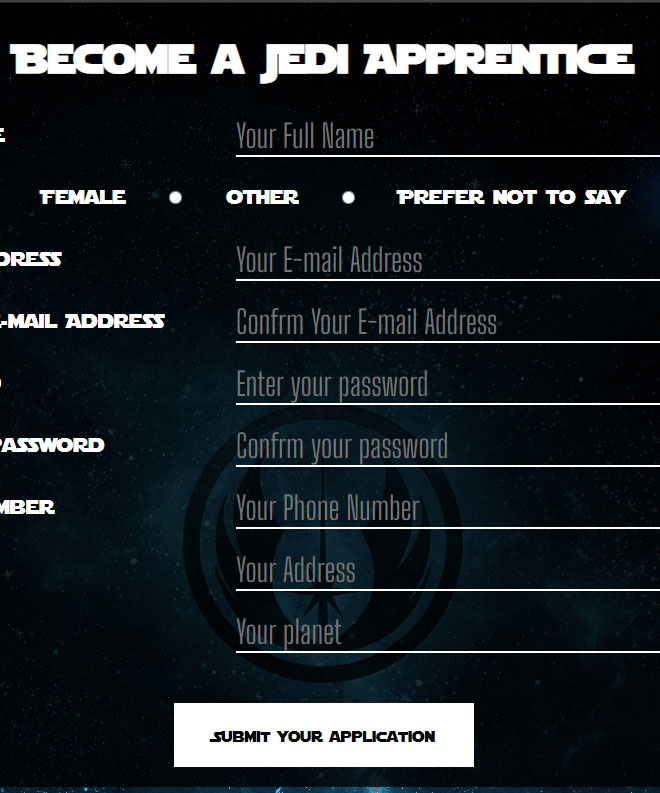 Become a Jedi Apprentice
E Your Full Name
Female Other Prefer not to say
DRESS Your E-mail Address
E-mail Address Confrm Your E-mail Address
D Enter your password
Password Confrm your password
MBER Your Phone Number
Your Address
Your planet
Submit your application